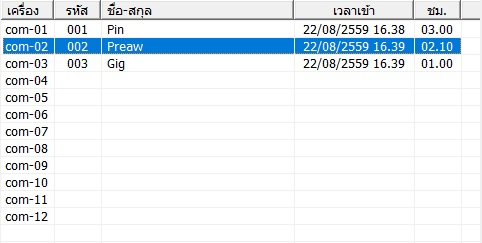 เครื่อง รหัส ชื่อ-สกุล เวลาเข้า ชม.
com-01 001 Pin 22/08/2559 16.38 03.00
com-02 002 Preaw 22/08/2559 16.39 02.10
com-03 003 Gig 22/08/2559 16.39 01.00
com-04
com-05
com-06
com-07
com-08
com-09
com-10
com-11
com-12